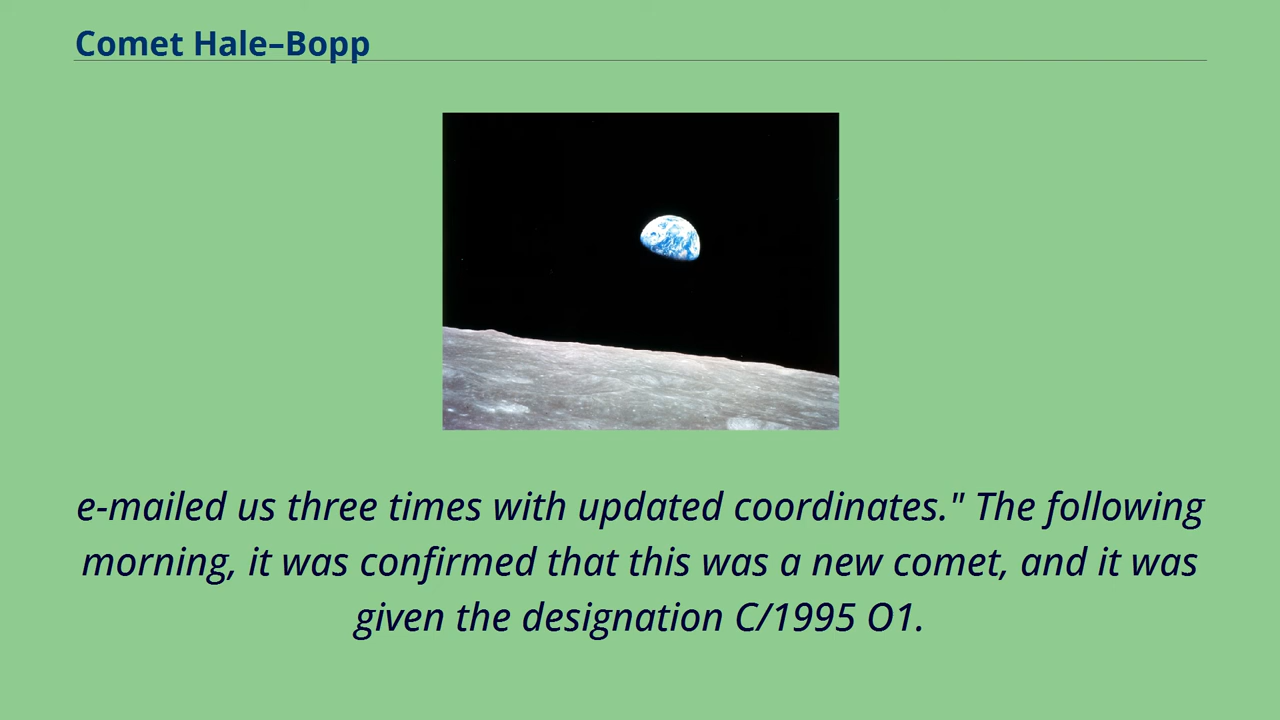 Comet Hale–Bopp
e-mailed us three times with updated coordinates." The following
morning, it was confirmed that this was a new comet, and it was
given the designation C/1995 O1.